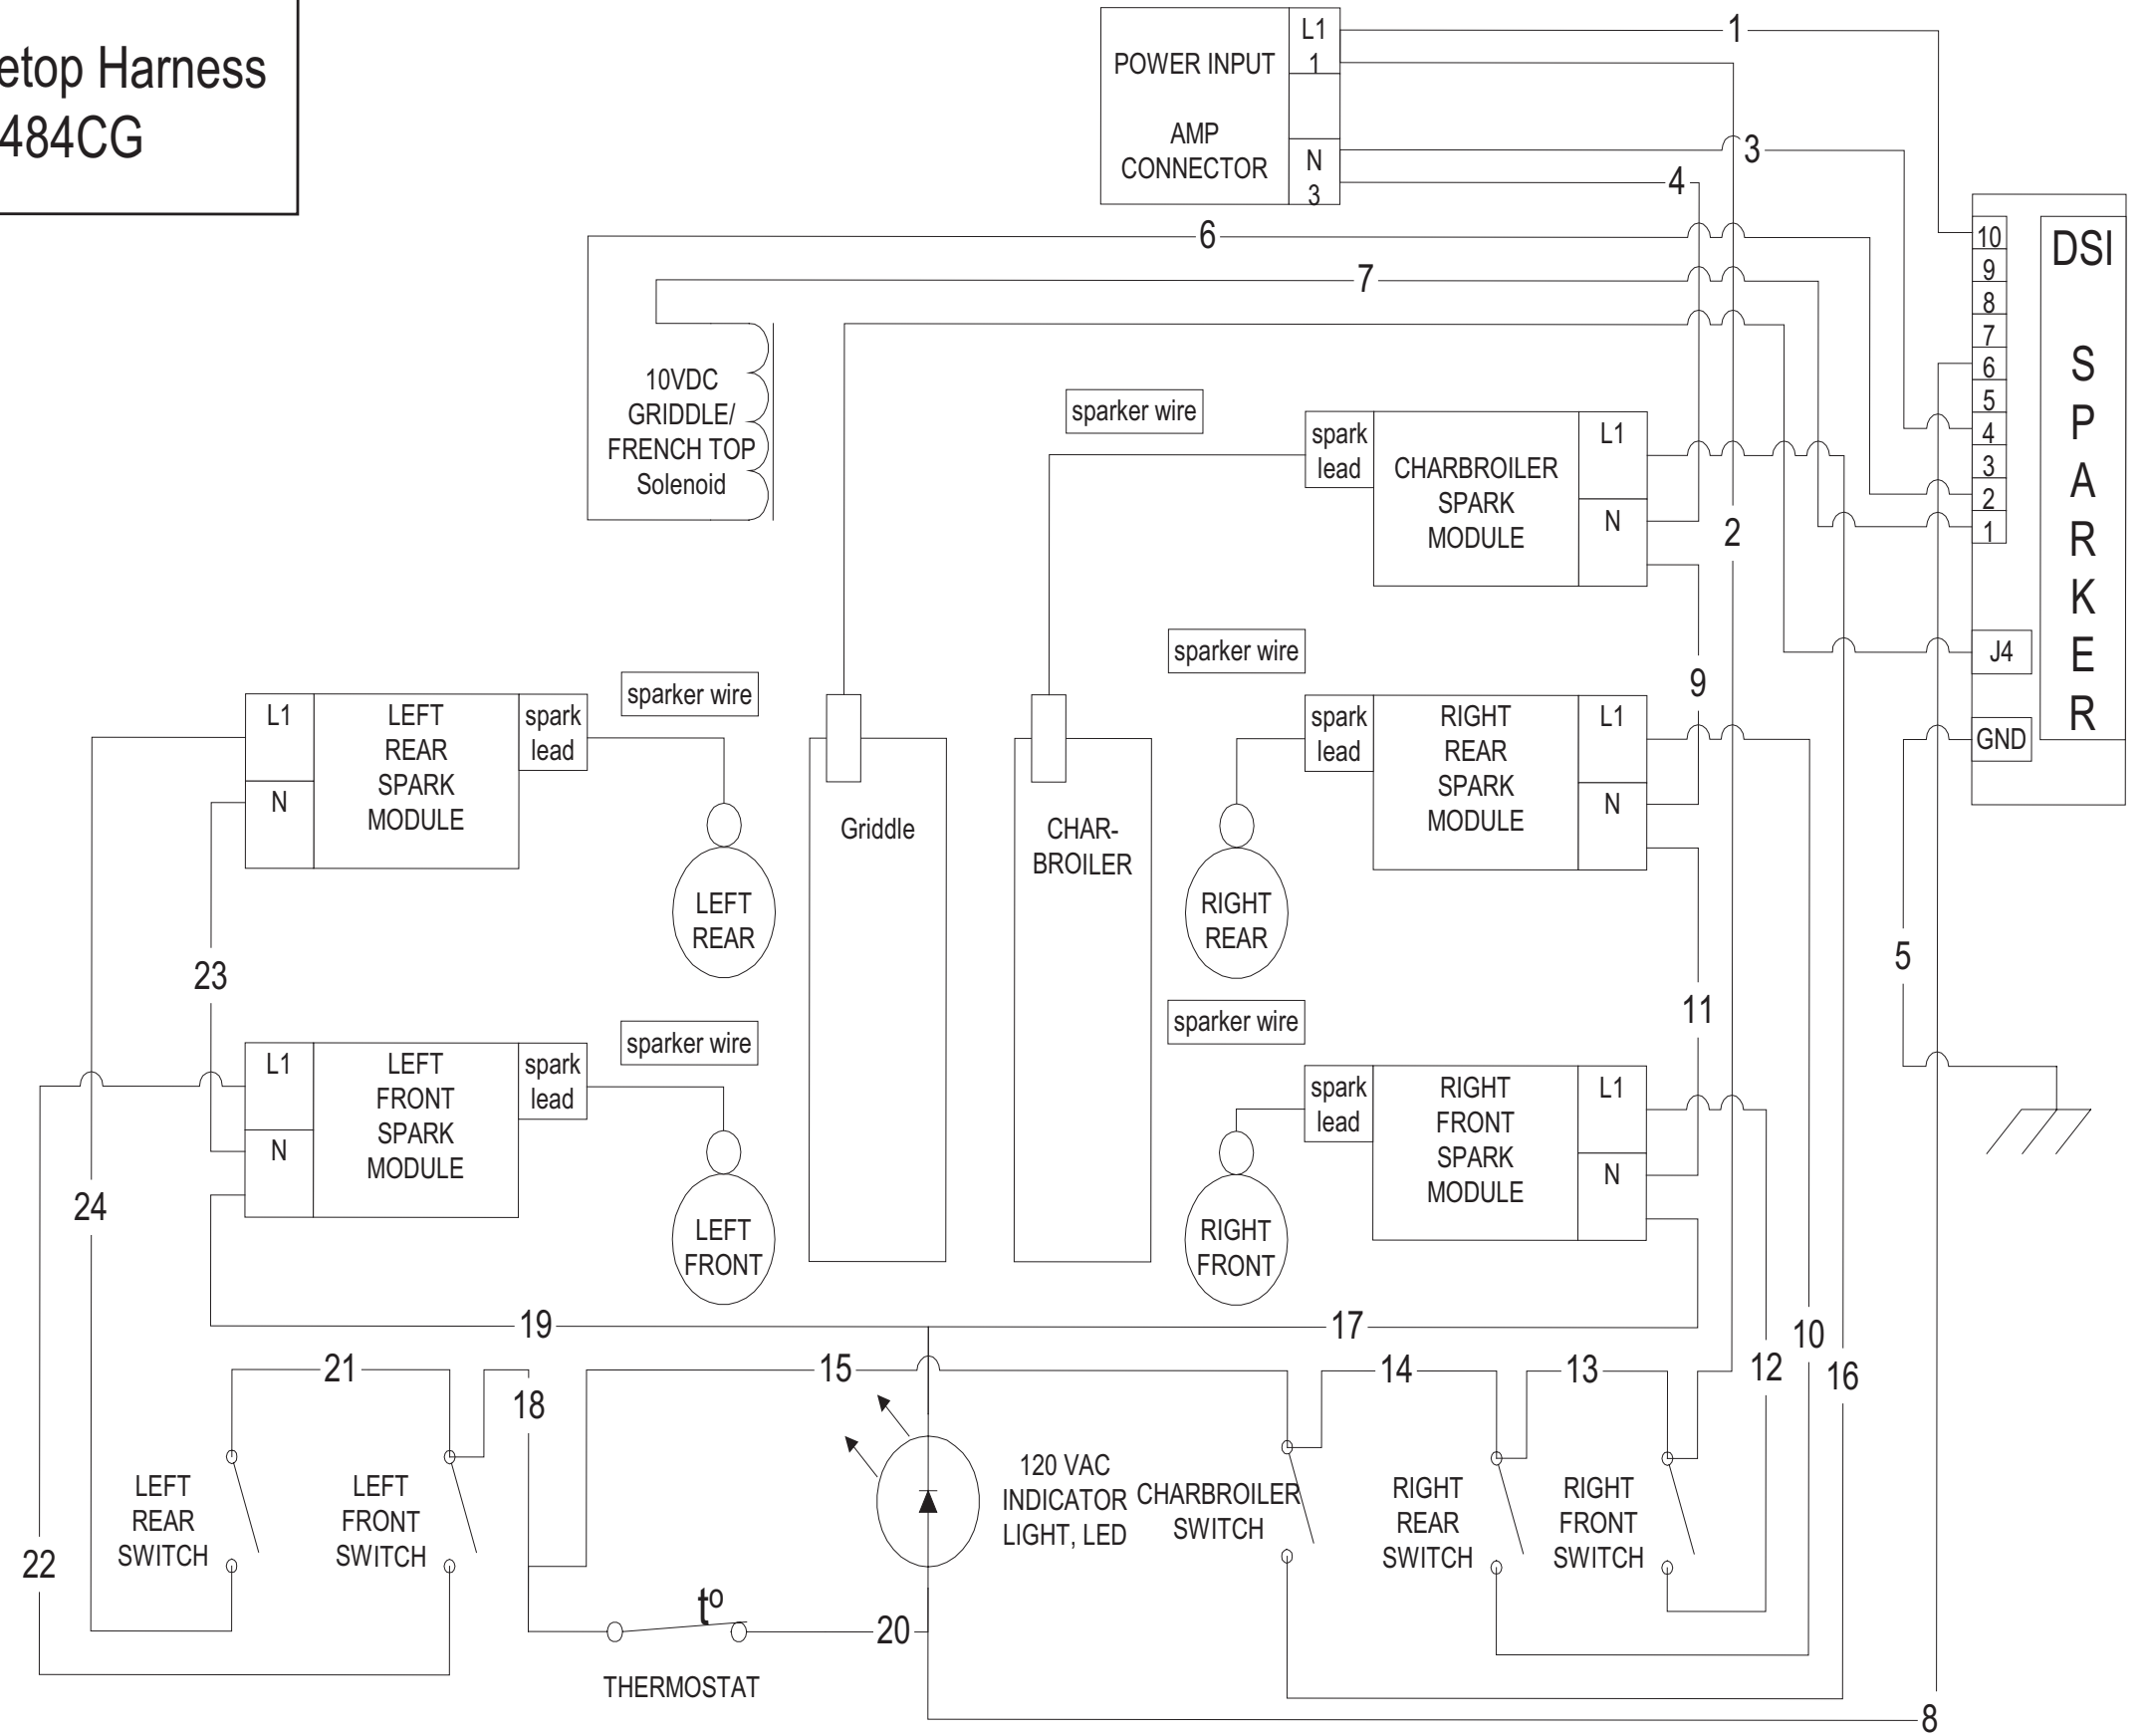 etop Harness
484CG
POWER INPUT
AMP
CONNECTOR
L1
1
N
3
1
3
4
6
7
2
10
9
8
7
6
5
4
3
2
1
J4
GND
DSI
S
P
A
R
K
E
R
10VDC
GRIDDLE/
FRENCH TOP
Solenoid
sparker wire
spark
lead
CHARBROILER
SPARK
MODULE
L1
N
9
sparker wire
spark
lead
RIGHT
REAR
SPARK
MODULE
L1
N
5
11
L1
N
LEFT
REAR
SPARK
MODULE
spark
lead
sparker wire
LEFT
REAR
Griddle
CHAR-
BROILER
RIGHT
REAR
23
24
22
L1
N
LEFT
FRONT
SPARK
MODULE
spark
lead
sparker wire
LEFT
FRONT
sparker wire
spark
lead
RIGHT
FRONT
SPARK
MODULE
L1
N
RIGHT
FRONT
19
17
10
12
16
21
18
15
14
13
LEFT
REAR
SWITCH
LEFT
FRONT
SWITCH
120 VAC
INDICATOR
LIGHT, LED
CHARBROILER
SWITCH
RIGHT
REAR
SWITCH
RIGHT
FRONT
SWITCH
to
20
THERMOSTAT
8